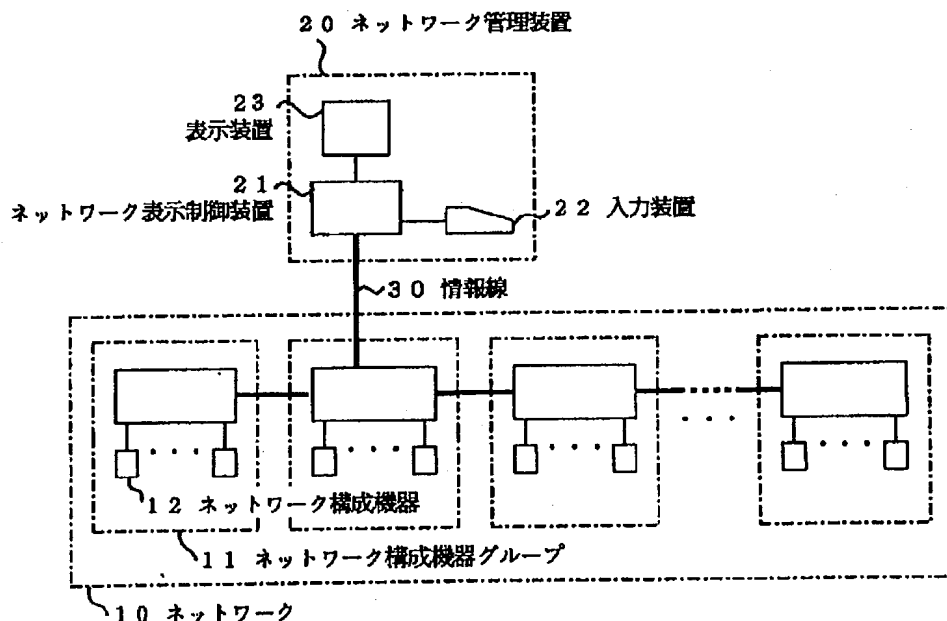 ２０ ネットワーク管理装置
２３
表示装置
２１
ネットワーク表示制御装置
２２ 入力装置
３０ 情報線
１２ ネットワーク構成機器
１１ ネットワーク構成機器グループ
１０ ネットワーク